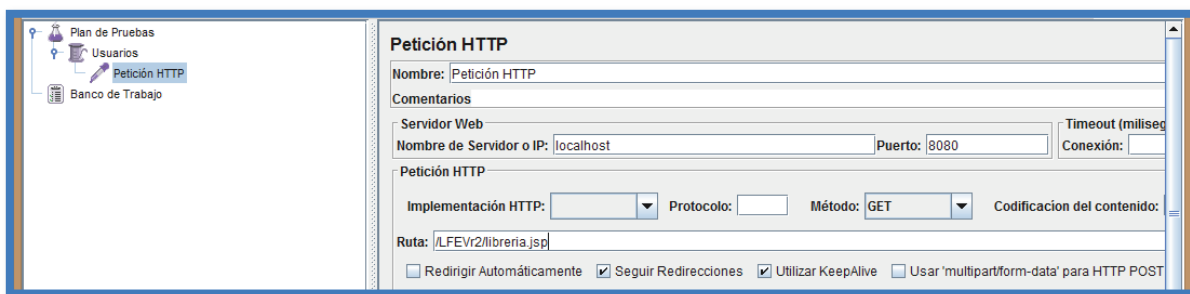 Plan de Pruebas
Usuarios
Petición HTTP
Banco de Trabajo
Petición HTTP
Nombre: Petición HTTP
Comentarios
Servidor Web
Timeout (miliseg
Nombre de Servidor o IP: localhost Puerto: 8080 Conexión:
Petición HTTP
Implementación HTTP: Protocolo: Método: GET Codificacion del contenido:
Ruta: /LFEVr2/libreria.jsp
Redirigir Automáticamente Seguir Redirecciones Utilizar KeepAlive Usar 'multipart/form-data' para HTTP POST